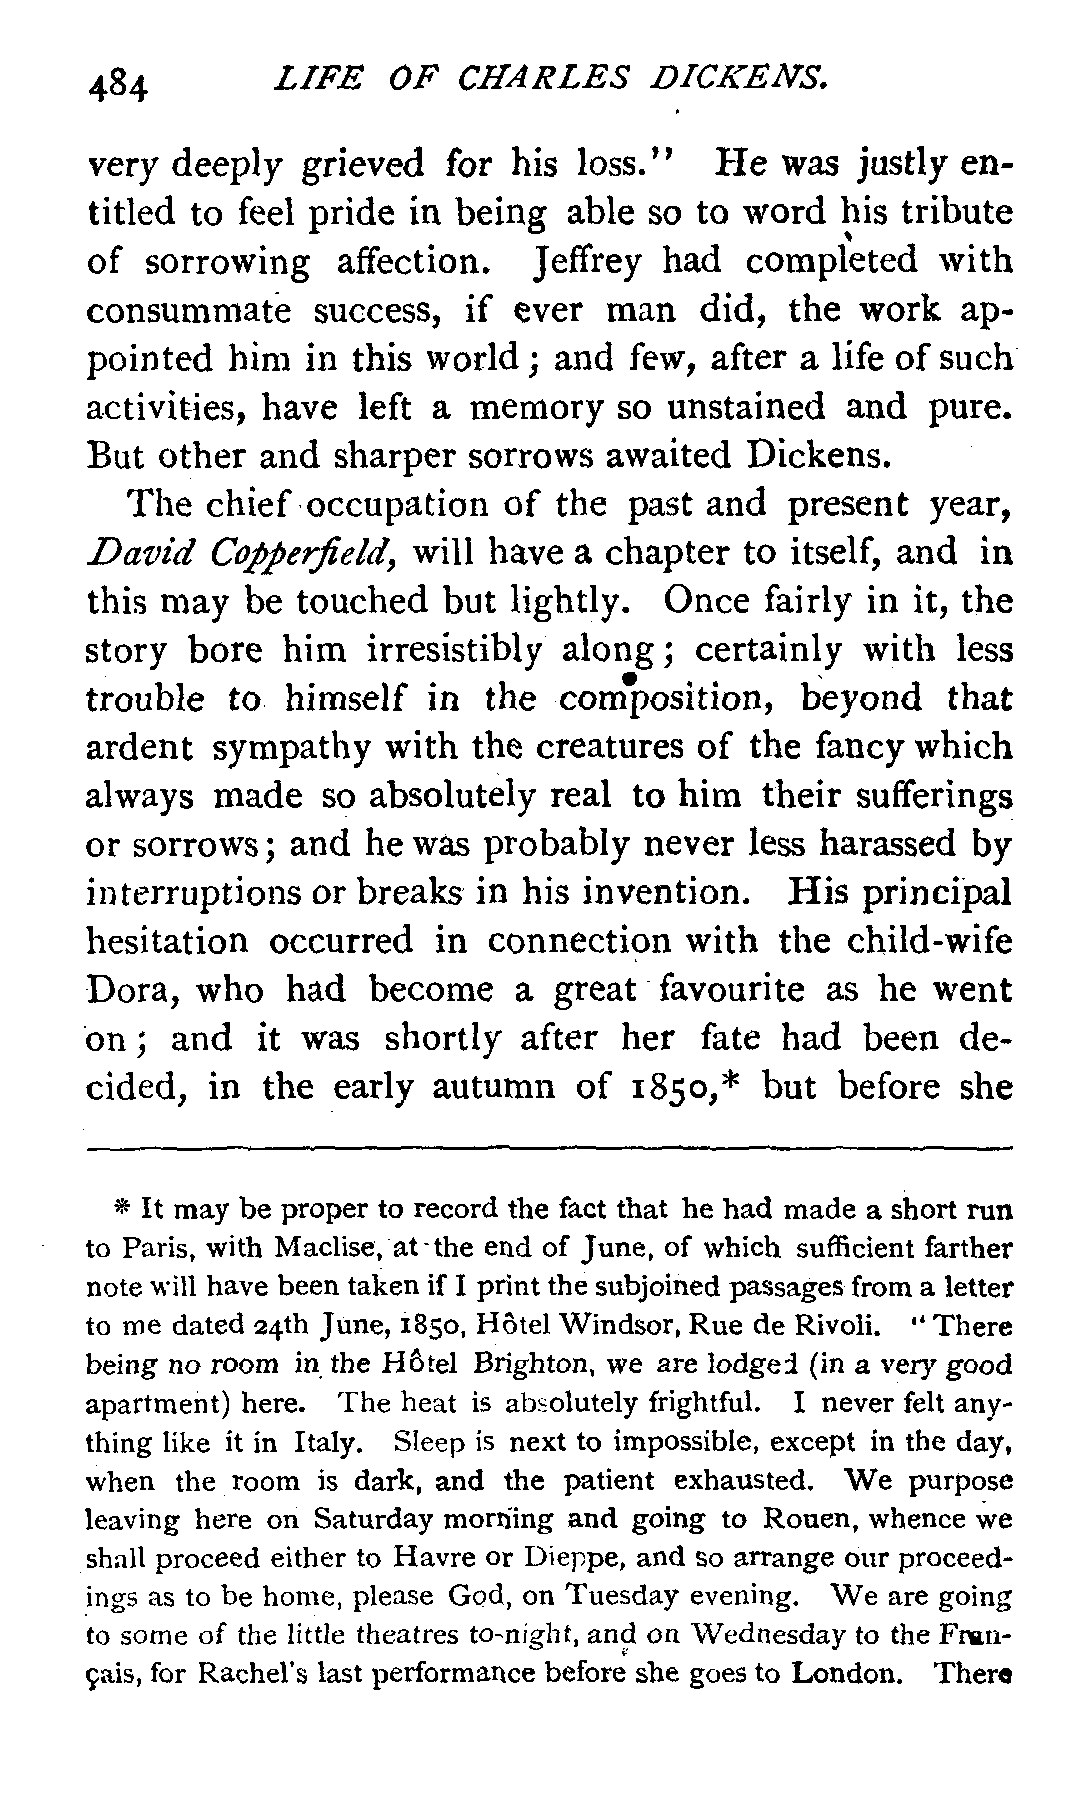 484 LIFE OF CHARLES DICKENS.
very deeply grieved for his loss." He was justly en-
titled to feel pride in being able so to word his tribute
of sorrowing affection. Jeffrey had completed with
consummate success, if ever man did, the work ap-
pointed him in this world; and few, after a life of such
activities, have left a memory so unstained and pure.
But other and sharper sorrows awaited Dickens.
The chief occupation of the past and present year,
David Copperfield, will have a chapter to itself, and in
this may be touched but lightly. Once fairly in it, the
story bore him irresistibly along; certainly with less
trouble to himself in the composition, beyond that
ardent sympathy with the creatures of the fancy which
always made so absolutely real to him their sufferings
or sorrows; and he was probably never less harassed by
interruptions or breaks in his invention. His principal
hesitation occurred in connection with the child-wife
Dora, who had become a great favourite as he went
on; and it was shortly after her fate had been de-
cided, in the early autumn of 1850,* but before she
* It may be proper to record the fact that he had made a short run
to Paris, with Maclise, at the end of June, of which sufficient farther
note will have been taken if I print the subjoined passages from a letter
to me dated 24th June, 1850, Hôtel Windsor, Rue de Rivoli. "There
being no room in the Hôtel Brighton, we are lodged (in a very good
apartment) here. The heat is absolutely frightful. I never felt any-
thing like it in Italy. Sleep is next to impossible, except in the day,
when the room is dark, and the patient exhausted. We purpose
leaving here on Saturday morning and going to Rouen, whence we
shall proceed either to Havre or Dieppe, and so arrange our proceed-
ings as to be home, please God, on Tuesday evening. We are going
to some of the little theatres to-night, and on Wednesday to the Fran-
çais, for Rachel's last performance before she goes to London. There